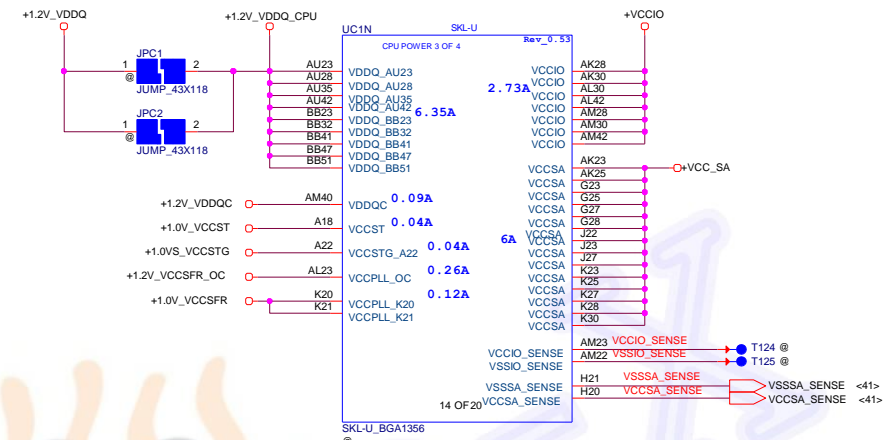 +1.2V_VDDQ
+1.2V_VDDQ_CPU
+VCCIO
UC1N
SKL-U
Rev_0.53
CPU POWER 3 OF 4
JPC1
1 2
@
JUMP_43X118
JPC2
1 2
@
JUMP_43X118
AU23 VDDQ_AU23
AU28 VDDQ_AU28
AU35 VDDQ_AU35
AU42 VDDQ_AU42
BB23 VDDQ_BB23
BB32 VDDQ_BB32
BB41 VDDQ_BB41
BB47 VDDQ_BB47
BB51 VDDQ_BB51
6.35A
+1.2V_VDDQC AM40 VDDQC 0.09A
+1.0V_VCCST A18 VCCST 0.04A
+1.0VS_VCCSTG A22 VCCSTG_A22 0.04A
+1.2V_VCCSFR_OC AL23 VCCPLL_OC 0.26A
+1.0V_VCCSFR K20 VCCPLL_K20 0.12A
K21 VCCPLL_K21
2.73A
VCCIO AK28
VCCIO AK30
VCCIO AL30
VCCIO AL42
VCCIO AM28
VCCIO AM30
VCCIO AM42
+VCC_SA
6A
VCCSA AK23
VCCSA AK25
VCCSA G23
VCCSA G25
VCCSA G27
VCCSA G28
VCCSA J22
VCCSA J23
VCCSA J27
VCCSA K23
VCCSA K25
VCCSA K27
VCCSA K28
VCCSA K30
VCCIO_SENSE AM23 VCCIO_SENSE T124 @
VSSIO_SENSE AM22 VSSIO_SENSE T125 @
VSSSA_SENSE H21 VSSSA_SENSE VSSSA_SENSE <41>
VCCSA_SENSE H20 VCCSA_SENSE VCCSA_SENSE <41>
14 OF20
SKL-U_BGA1356
@